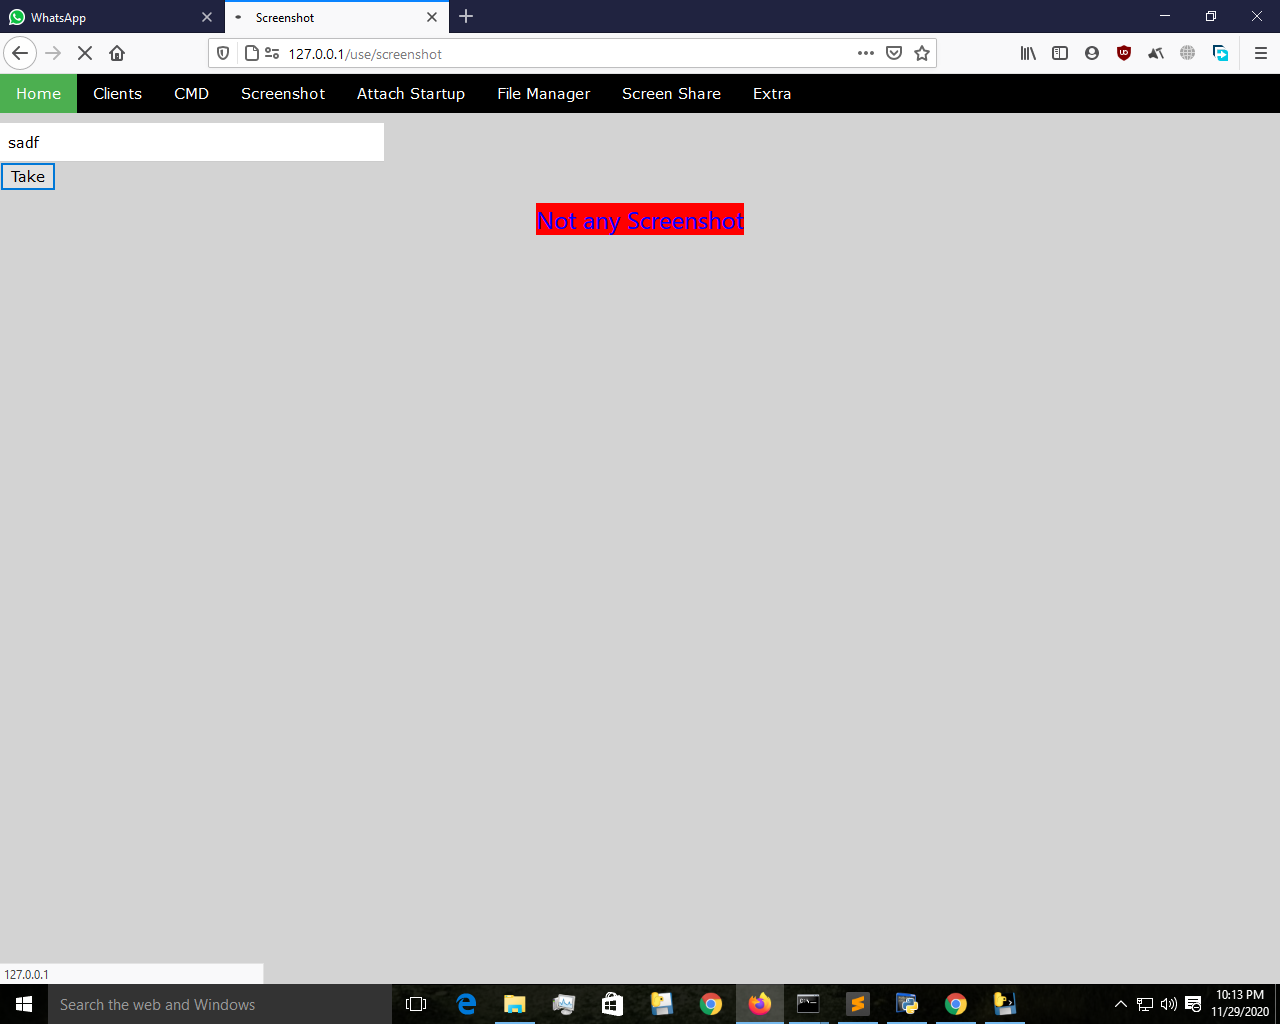 WhatsApp
Screenshot
127.0.0.1/use/screenshot
Home Clients CMD Screenshot Attach Startup File Manager Screen Share Extra
sadf
Take
Not any Screenshot
127.0.0.1
Search the web and Windows
10:13 PM
11/29/2020